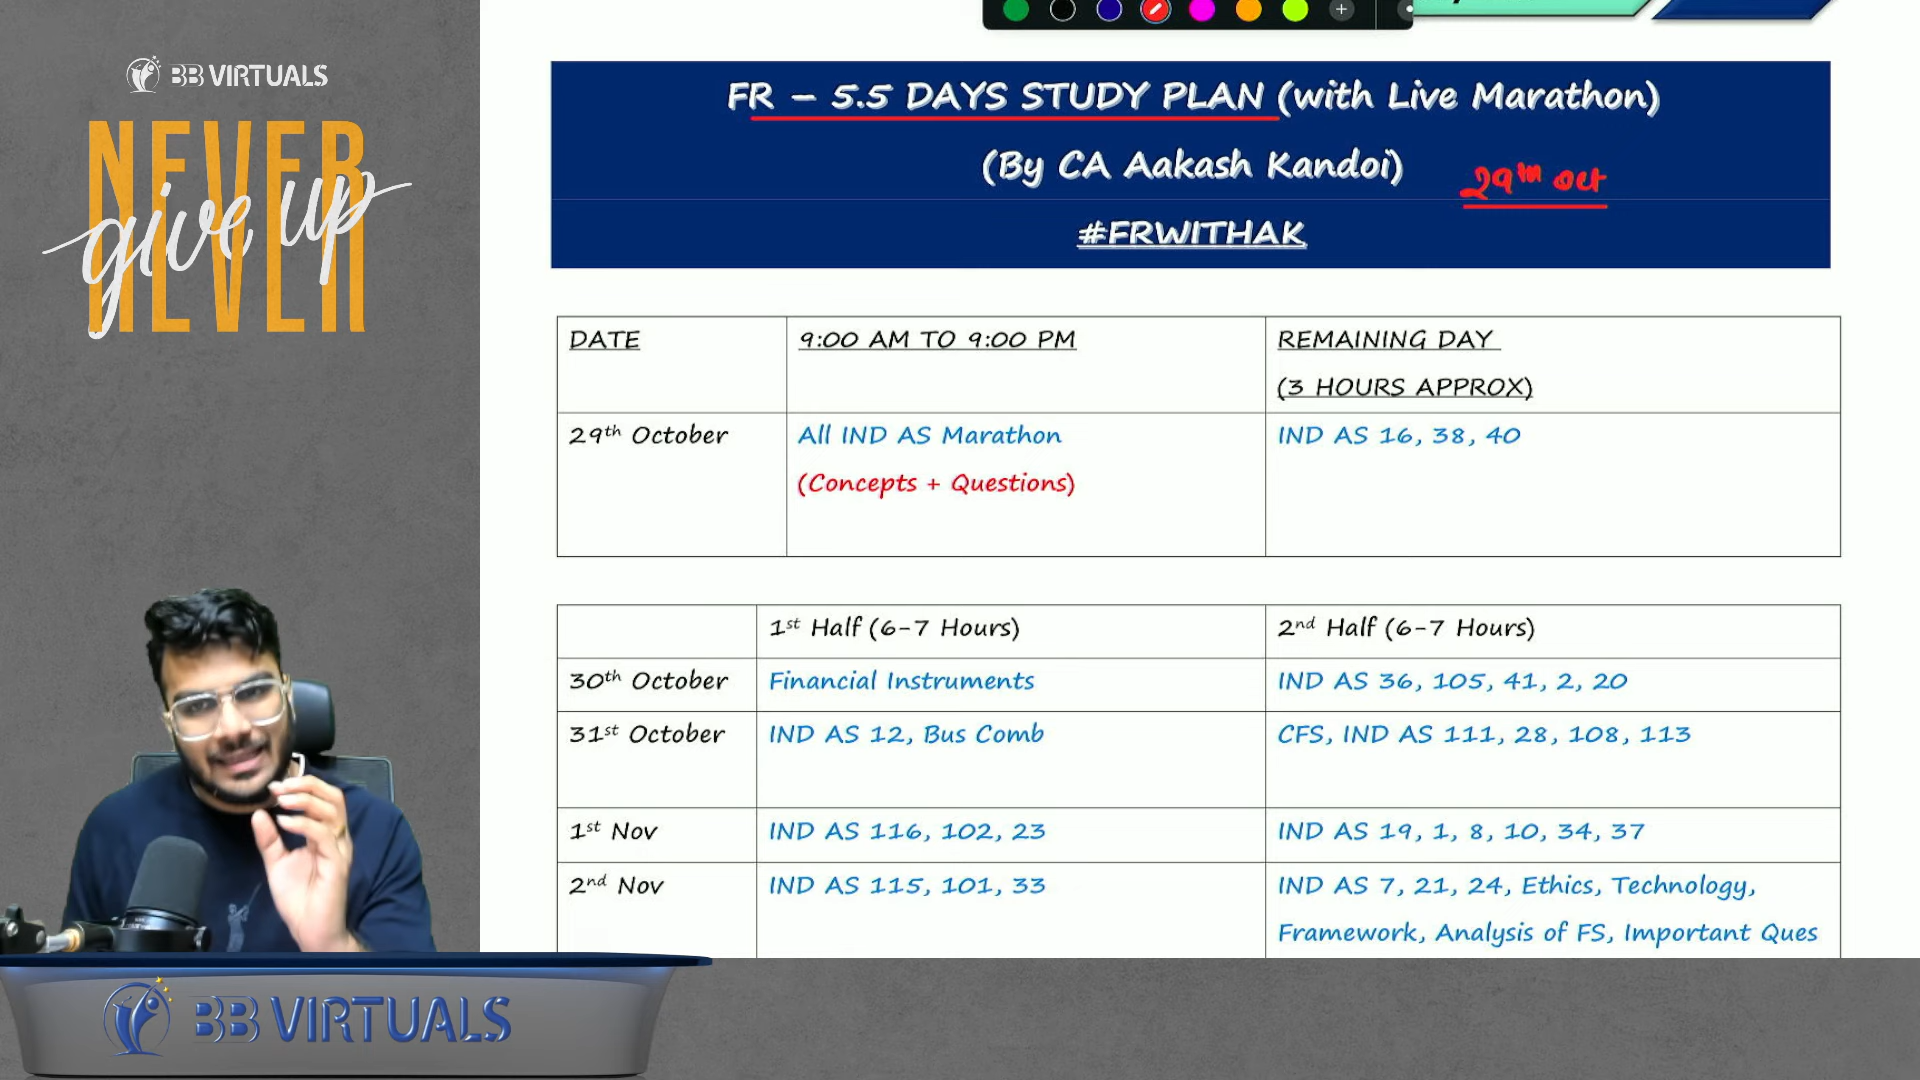 BB VIRTUALS
NEVER
give up
NEVER
FR – 5.5 DAYS STUDY PLAN (with Live Marathon)
(By CA Aakash Kandoi)
29th Oct
#FRWITHAK
DATE
9:00 AM TO 9:00 PM
REMAINING DAY
(3 HOURS APPROX)
29th October
All IND AS Marathon
(Concepts + Questions)
IND AS 16, 38, 40
1st Half (6-7 Hours)
2nd Half (6-7 Hours)
30th October
Financial Instruments
IND AS 36, 105, 41, 2, 20
31st October
IND AS 12, Bus Comb
CFS, IND AS 111, 28, 108, 113
1st Nov
IND AS 116, 102, 23
IND AS 19, 1, 8, 10, 34, 37
2nd Nov
IND AS 115, 101, 33
IND AS 7, 21, 24, Ethics, Technology,
Framework, Analysis of FS, Important Ques
BB VIRTUALS